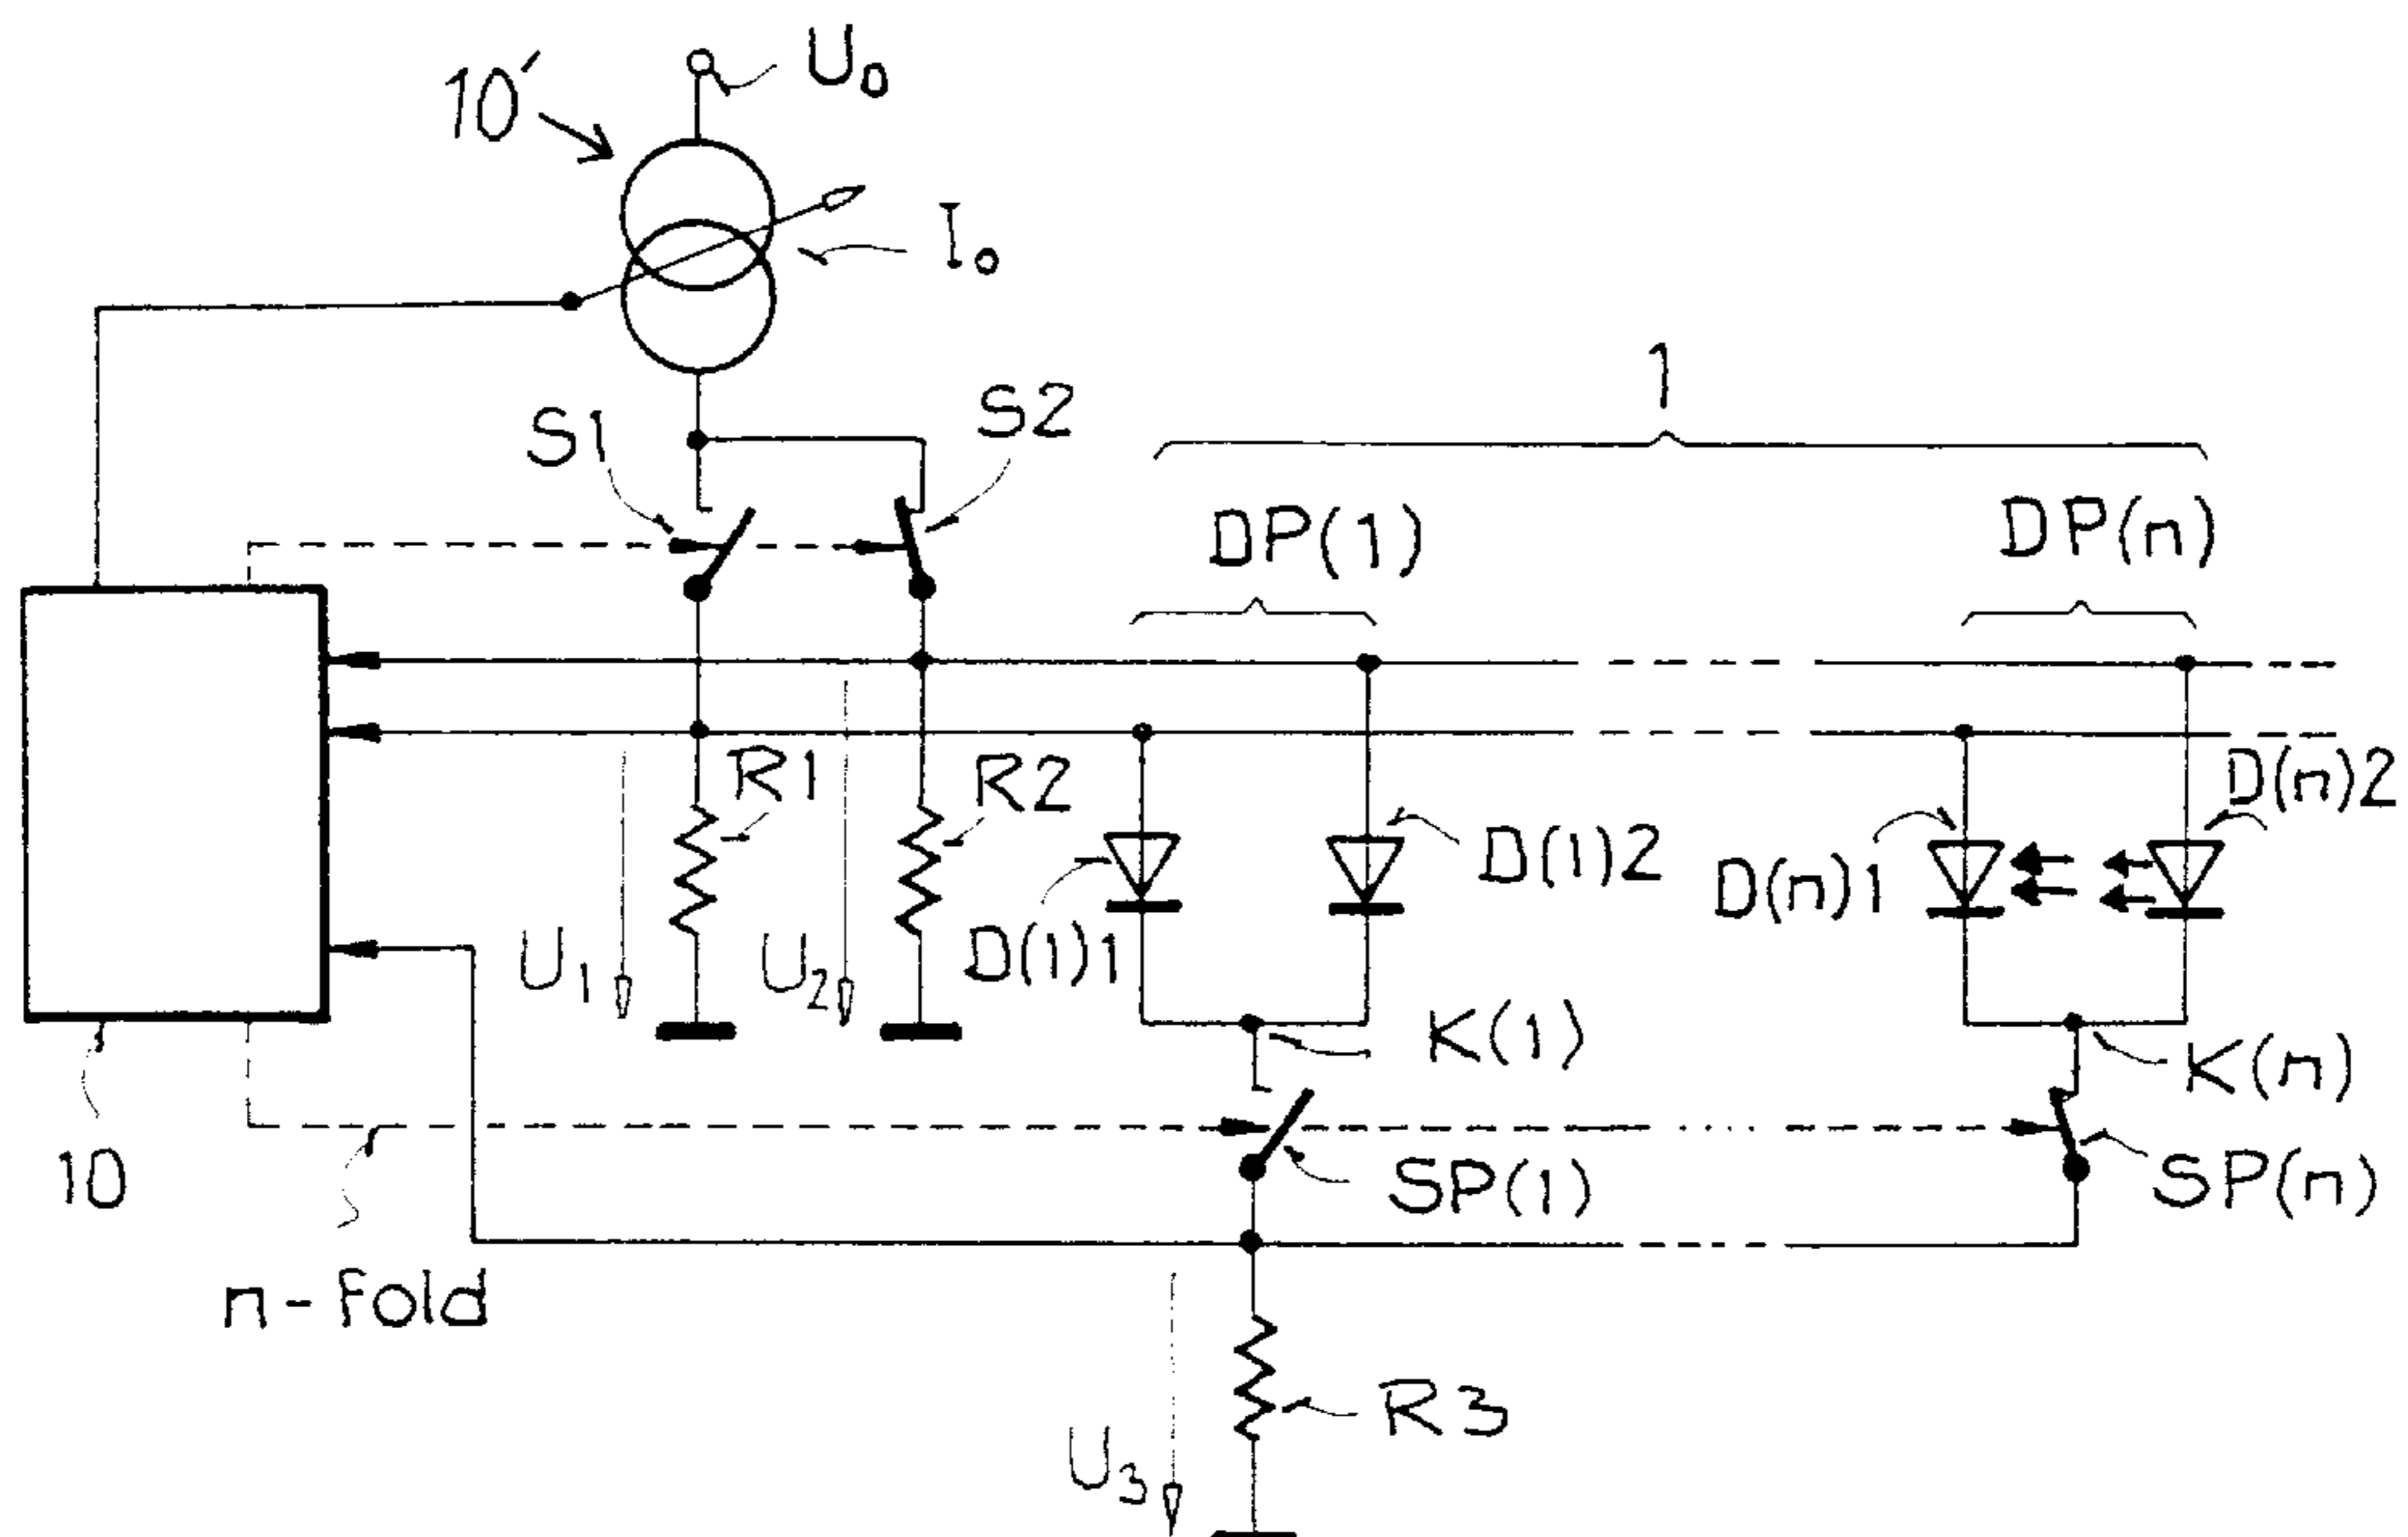 U0
10'
I0
1
S1
S2
DP(1)
DP(n)
R1
R2
D(n)2
D(1)2
D(n)1
U1
U2
D(1)1
K(1)
K(n)
10
SP(1)
SP(n)
n-fold
R3
U3